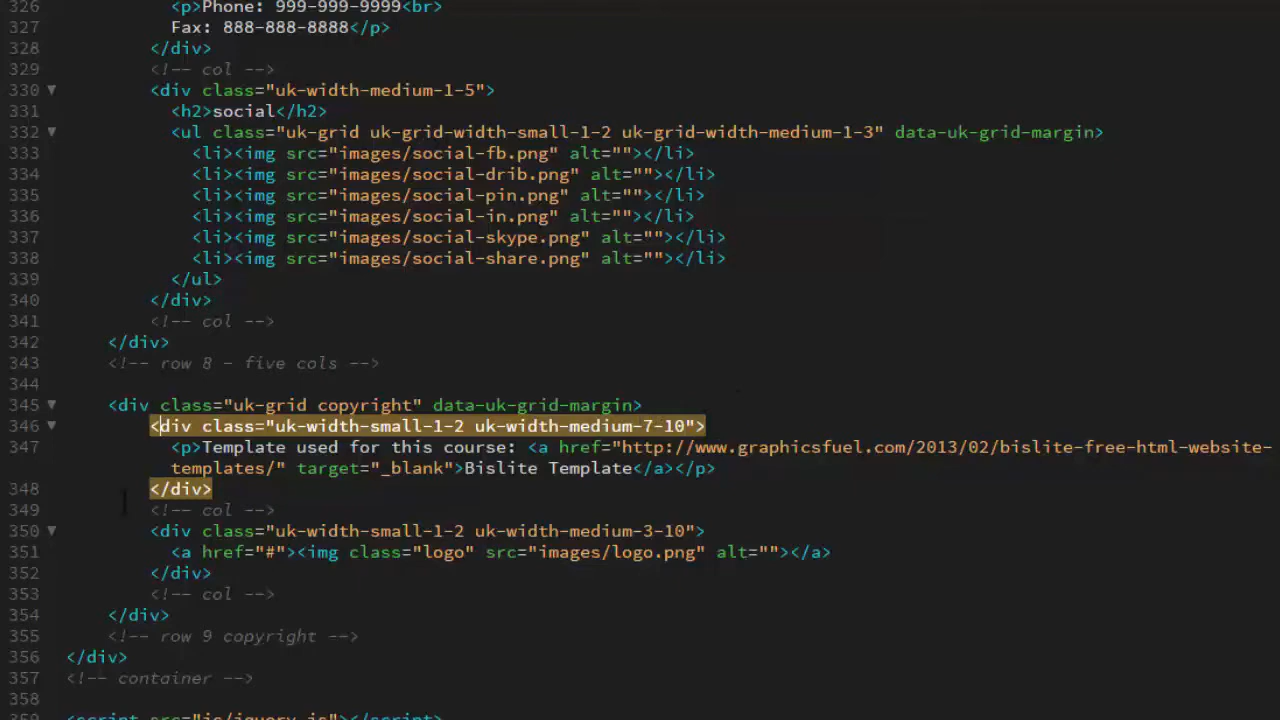 326 <p>Phone: 999-999-9999<br>
327 Fax: 888-888-8888</p>
328 </div>
329 <!-- col -->
330 <div class="uk-width-medium-1-5">
331 <h2>social</h2>
332 <ul class="uk-grid uk-grid-width-small-1-2 uk-grid-width-medium-1-3" data-uk-grid-margin>
333 <li><img src="images/social-fb.png" alt=""></li>
334 <li><img src="images/social-drib.png" alt=""></li>
335 <li><img src="images/social-pin.png" alt=""></li>
336 <li><img src="images/social-in.png" alt=""></li>
337 <li><img src="images/social-skype.png" alt=""></li>
338 <li><img src="images/social-share.png" alt=""></li>
339 </ul>
340 </div>
341 <!-- col -->
342 </div>
343 <!-- row 8 - five cols -->
344
345 <div class="uk-grid copyright" data-uk-grid-margin>
346 <div class="uk-width-small-1-2 uk-width-medium-7-10">
347 <p>Template used for this course: <a href="http://www.graphicsfuel.com/2013/02/bislite-free-html-website-
templates/" target="_blank">Bislite Template</a></p>
348 </div>
349 <!-- col -->
350 <div class="uk-width-small-1-2 uk-width-medium-3-10">
351 <a href="#"><img class="logo" src="images/logo.png" alt=""></a>
352 </div>
353 <!-- col -->
354 </div>
355 <!-- row 9 copyright -->
356 </div>
357 <!-- container -->
358
359 <script src="js/jquery.js"></script>